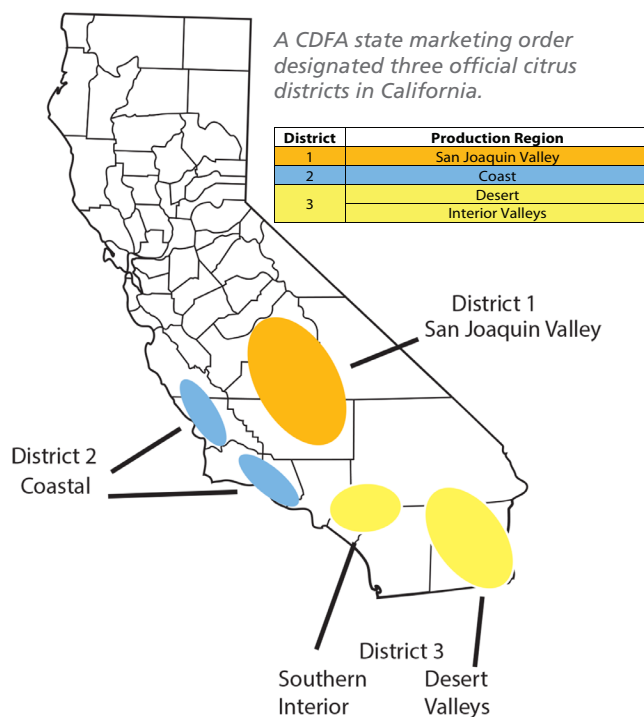 A CDFA state marketing order
designated three official citrus
districts in California.
District Production Region
1 San Joaquin Valley
2 Coast
3 Desert
Interior Valleys
District 1
San Joaquin Valley
District 2
Coastal
District 3
Southern
Interior
Desert
Valleys